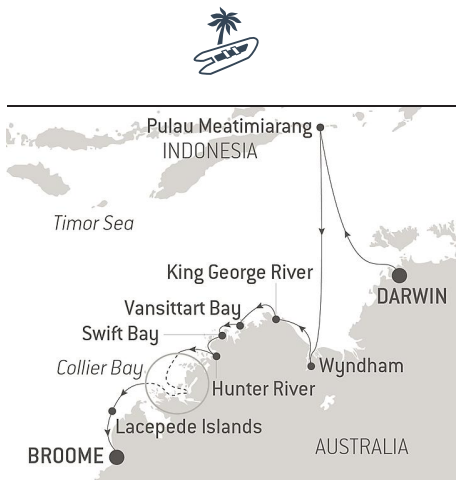 Pulau Meatimiarang
INDONESIA
Timor Sea
King George River
DARWIN
Vansittart Bay
Swift Bay
Collier Bay
Wyndham
Hunter River
Lacepede Islands
AUSTRALIA
BROOME